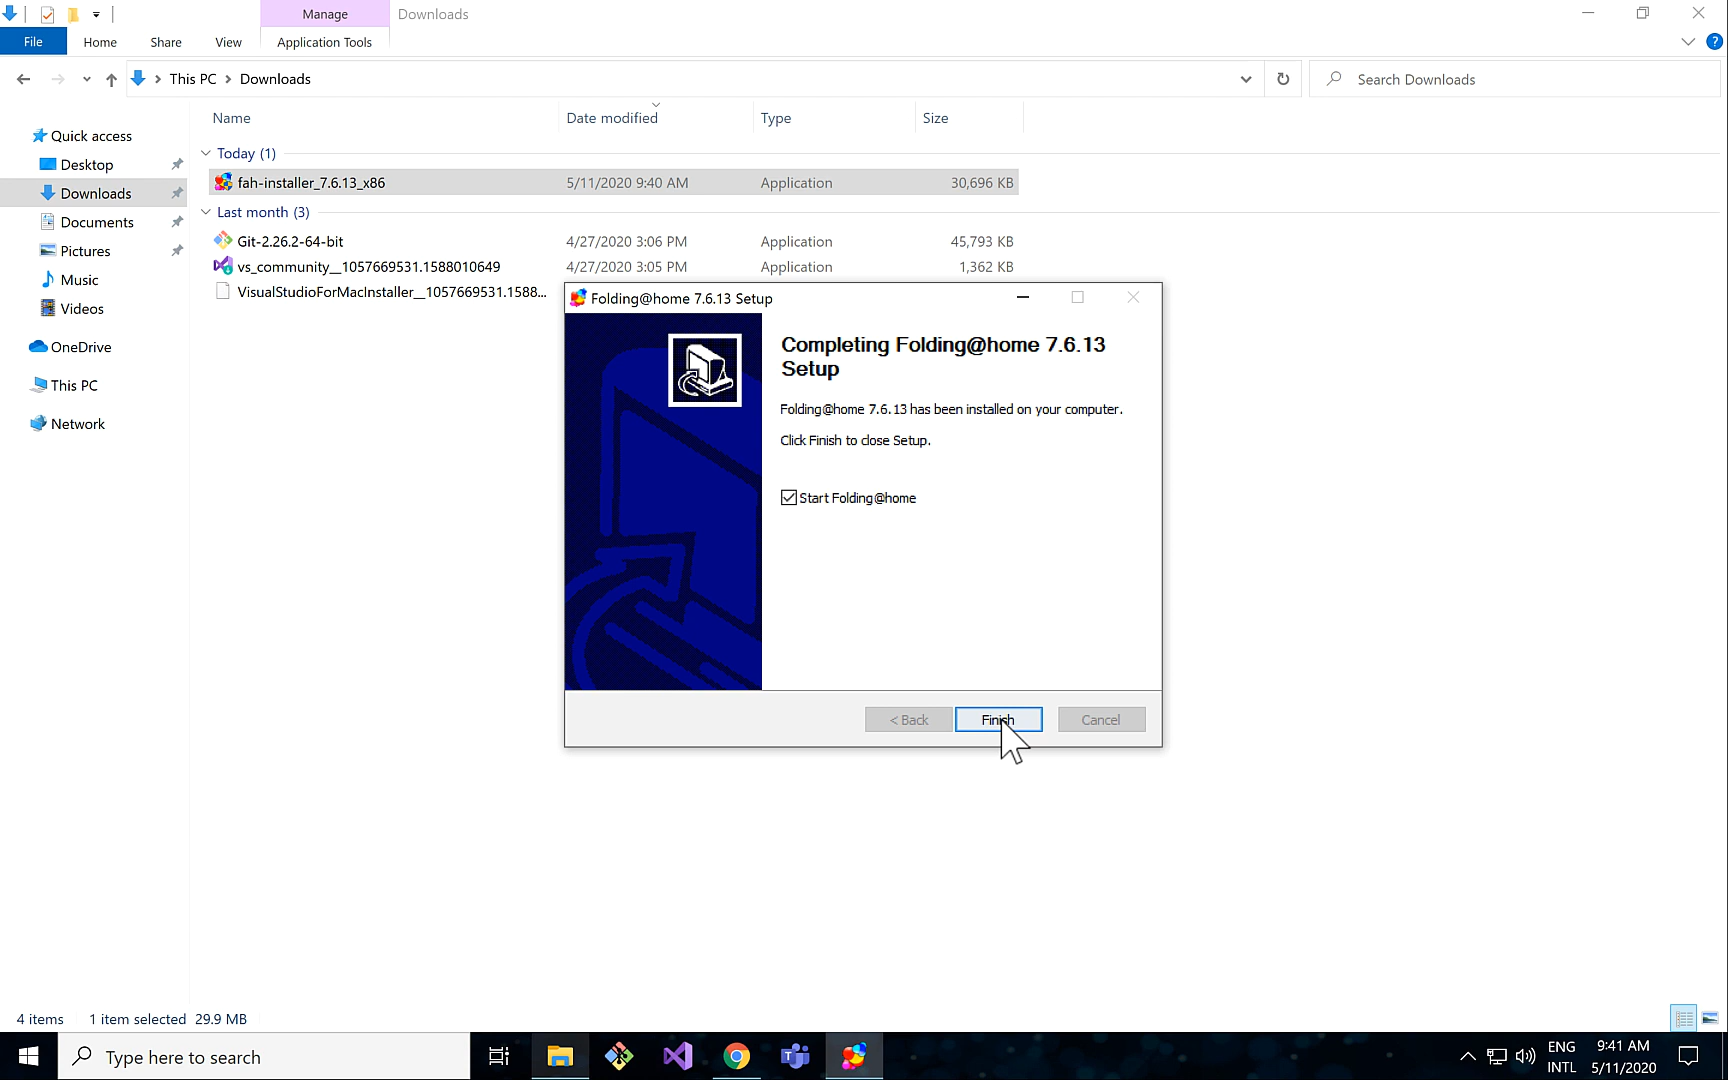 Manage
Downloads
File
Home
Share
View
Application Tools
?
This PC
Downloads
Search Downloads
Name
Date modified
Type
Size
Quick access
Desktop
Downloads
Documents
Pictures
Music
Videos
OneDrive
This PC
Network
Today (1)
fah-installer_7.6.13_x86
5/11/2020 9:40 AM
Application
30,696 KB
Last month (3)
Git-2.26.2-64-bit
4/27/2020 3:06 PM
Application
45,793 KB
vs_community__1057669531.1588010649
4/27/2020 3:05 PM
Application
1,362 KB
VisualStudioForMacInstaller__1057669531.1588...
Folding@home 7.6.13 Setup
Completing Folding@home 7.6.13
Setup
Folding@home 7.6.13 has been installed on your computer.
Click Finish to close Setup.
Start Folding@home
< Back
Finish
Cancel
4 items
1 item selected
29.9 MB
Type here to search
ENG
INTL
9:41 AM
5/11/2020